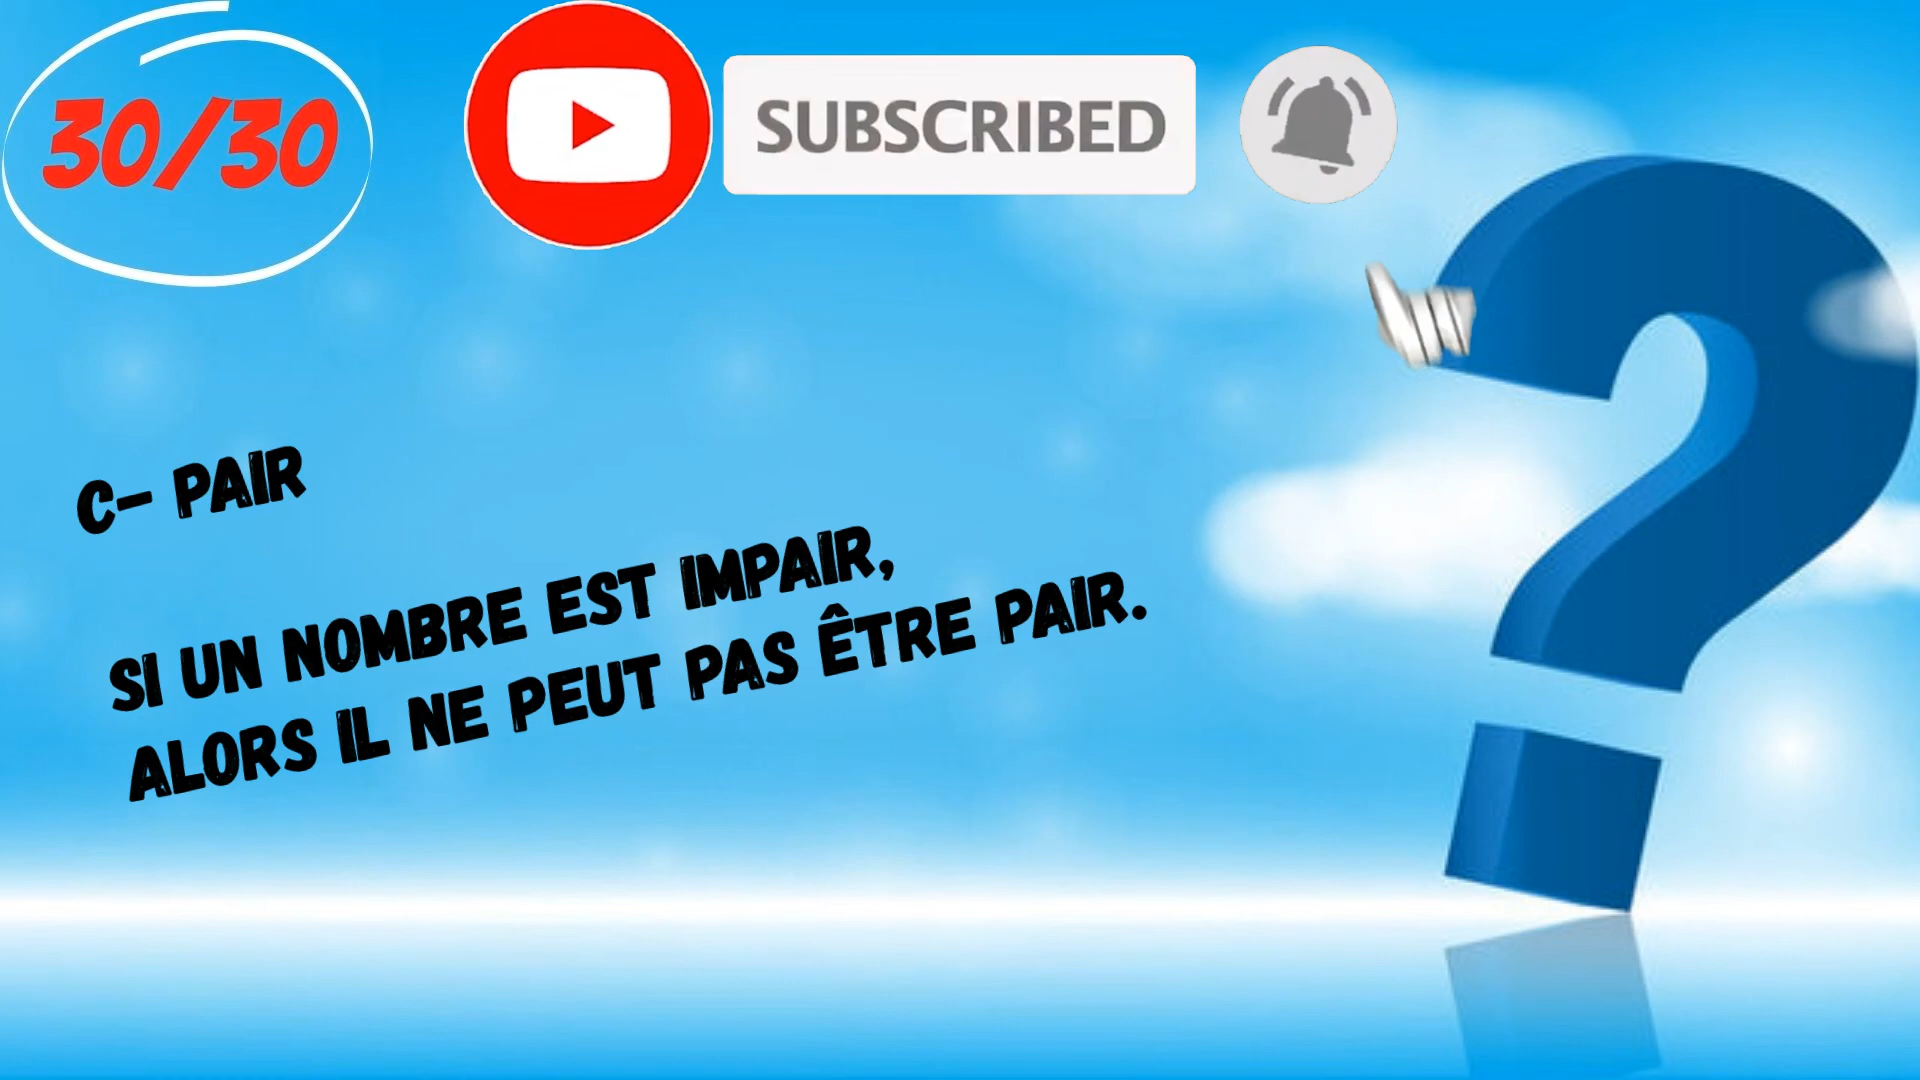 30/30
SUBSCRIBED
C- PAIR
SI UN NOMBRE EST IMPAIR,
ALORS IL NE PEUT PAS ÊTRE PAIR.